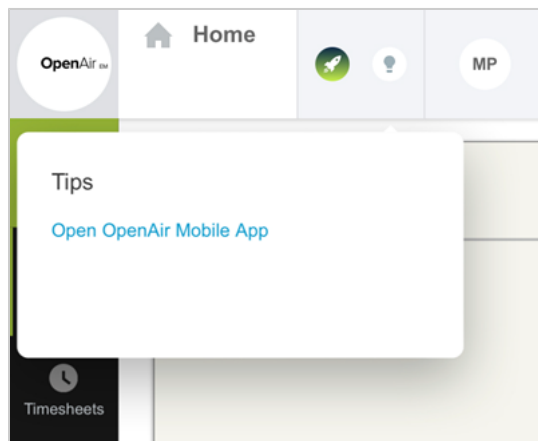 OpenAir
Home
MP
Tips
Open OpenAir Mobile App
Timesheets